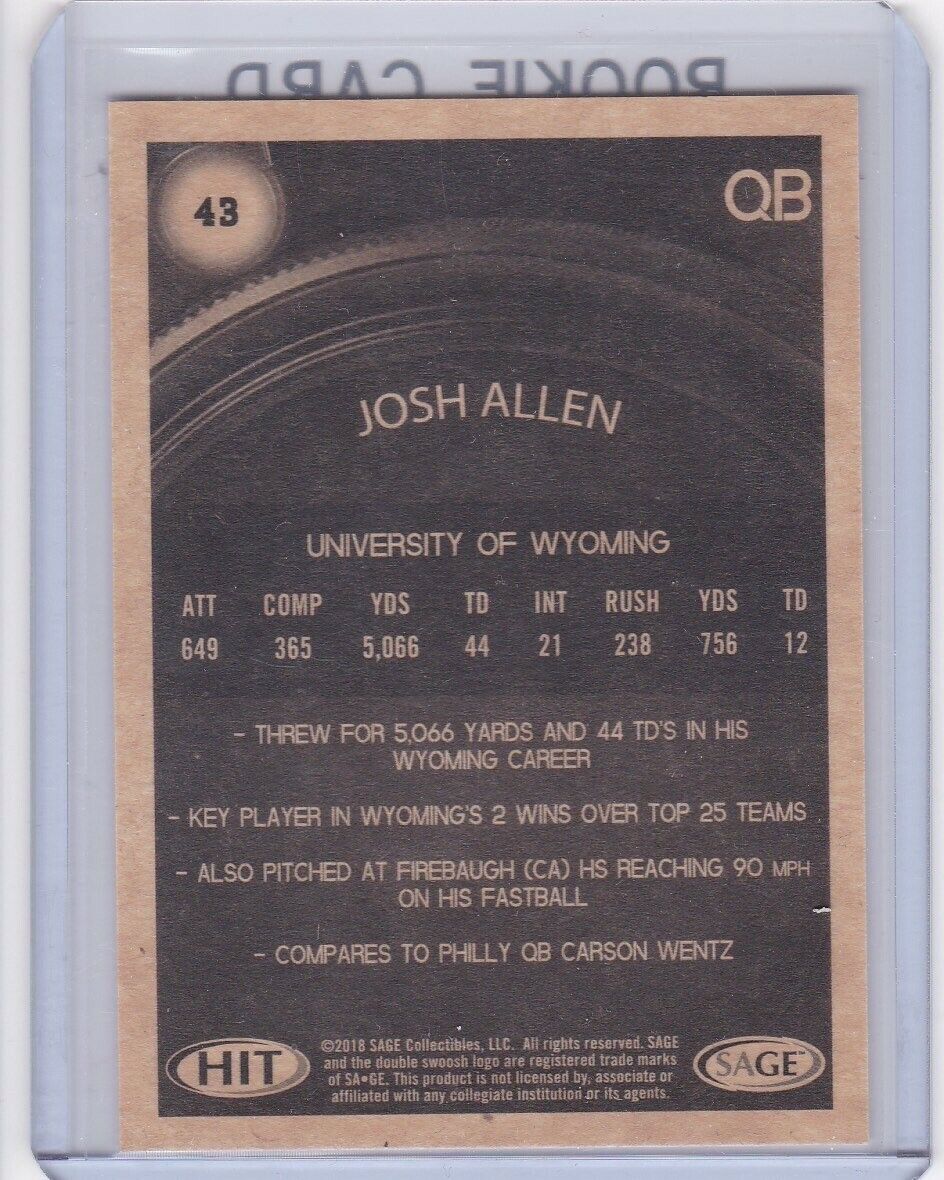 ROOKIE CARD
43
QB
JOSH ALLEN
UNIVERSITY OF WYOMING
ATT COMP YDS TD INT RUSH YDS TD
649 365 5,066 44 21 238 756 12
- THREW FOR 5,066 YARDS AND 44 TD'S IN HIS
WYOMING CAREER
- KEY PLAYER IN WYOMING'S 2 WINS OVER TOP 25 TEAMS
- ALSO PITCHED AT FIREBAUGH (CA) HS REACHING 90 MPH
ON HIS FASTBALL
- COMPARES TO PHILLY QB CARSON WENTZ
HIT
©2018 SAGE Collectibles, LLC. All rights reserved. SAGE
and the double swoosh logo are registered trade marks
of SA•GE. This product is not licensed by, associate or
affiliated with any collegiate institution or its agents.
SAGE™